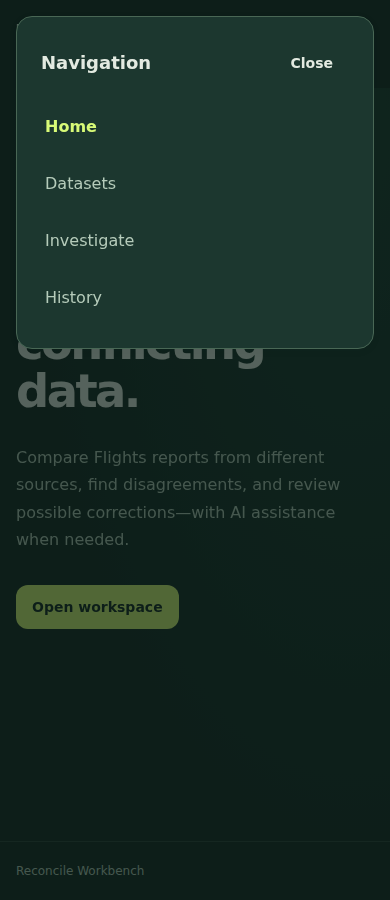 Navigation
Close
Home
Datasets
Investigate
History
conflicting
data.
Compare Flights reports from different
sources, find disagreements, and review
possible corrections—with AI assistance
when needed.
Open workspace
Reconcile Workbench